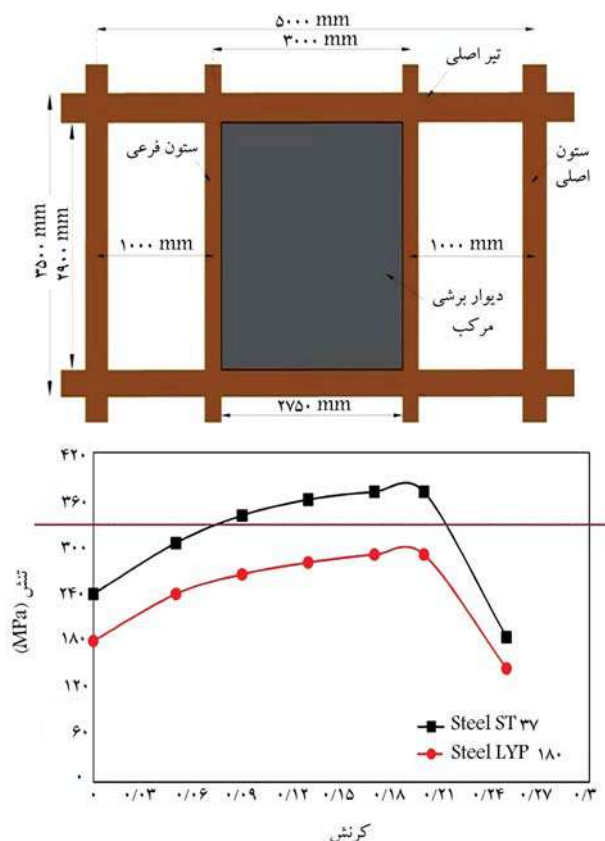 ۵۰۰۰ mm
۳۰۰۰ mm
تیر اصلی
ستون فرعی
ستون
اصلی
۳۵۰۰ mm
۲۹۰۰ mm
۱۰۰۰ mm
۱۰۰۰ mm
دیوار برشی
مرکب
۲۷۵۰ mm
۴۲۰
۳۶۰
۳۰۰
۲۴۰
۱۸۰
۱۲۰
۶۰
۰
تنش (MPa)
Steel ST ۳۷
Steel LYP ۱۸۰
۰ ۰/۰۳ ۰/۰۶ ۰/۰۹ ۰/۱۲ ۰/۱۵ ۰/۱۸ ۰/۲۱ ۰/۲۴ ۰/۲۷ ۰/۳
کرنش